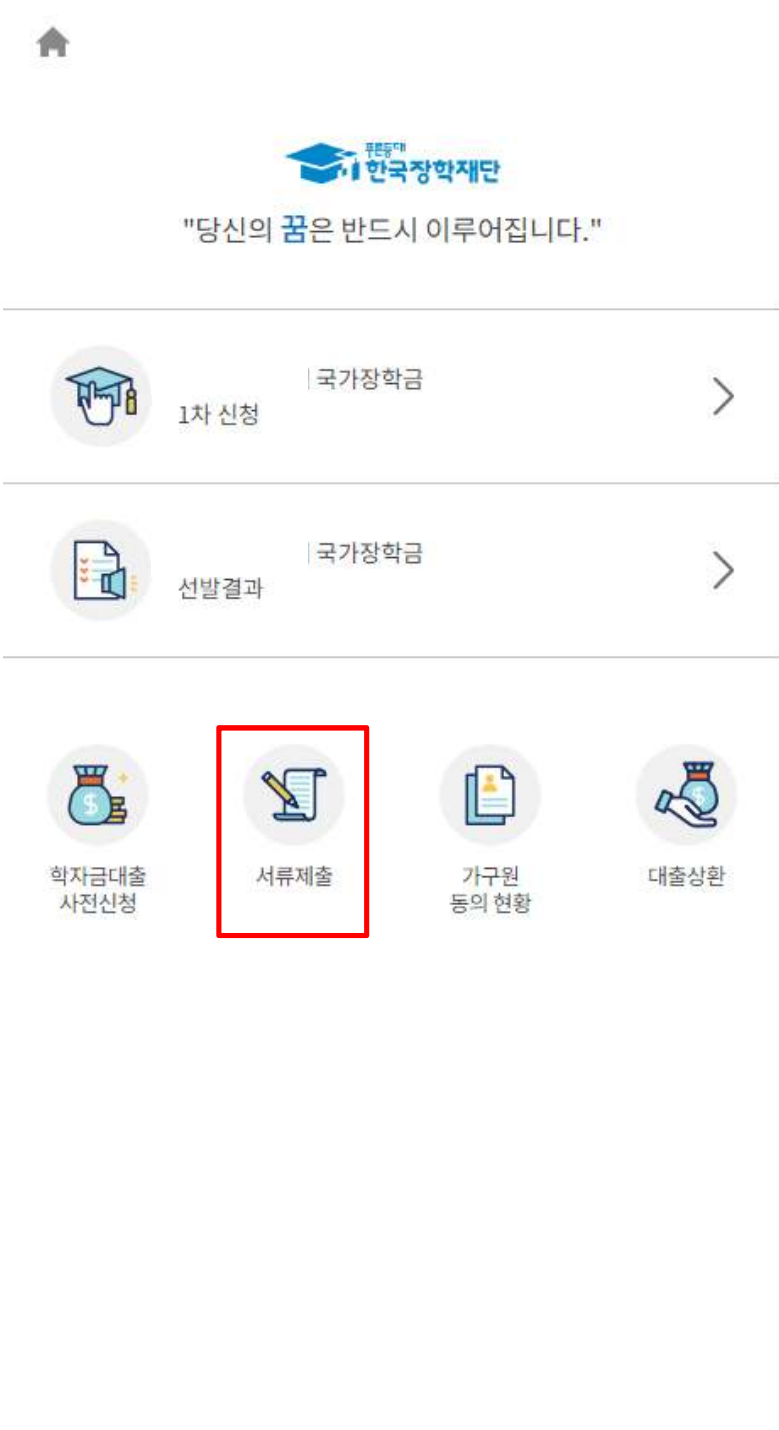 푸른등대
한국장학재단
"당신의 꿈은 반드시 이루어집니다."
국가장학금
1차 신청
국가장학금
선발결과
학자금대출
사전신청
서류제출
가구원
동의 현황
대출상환